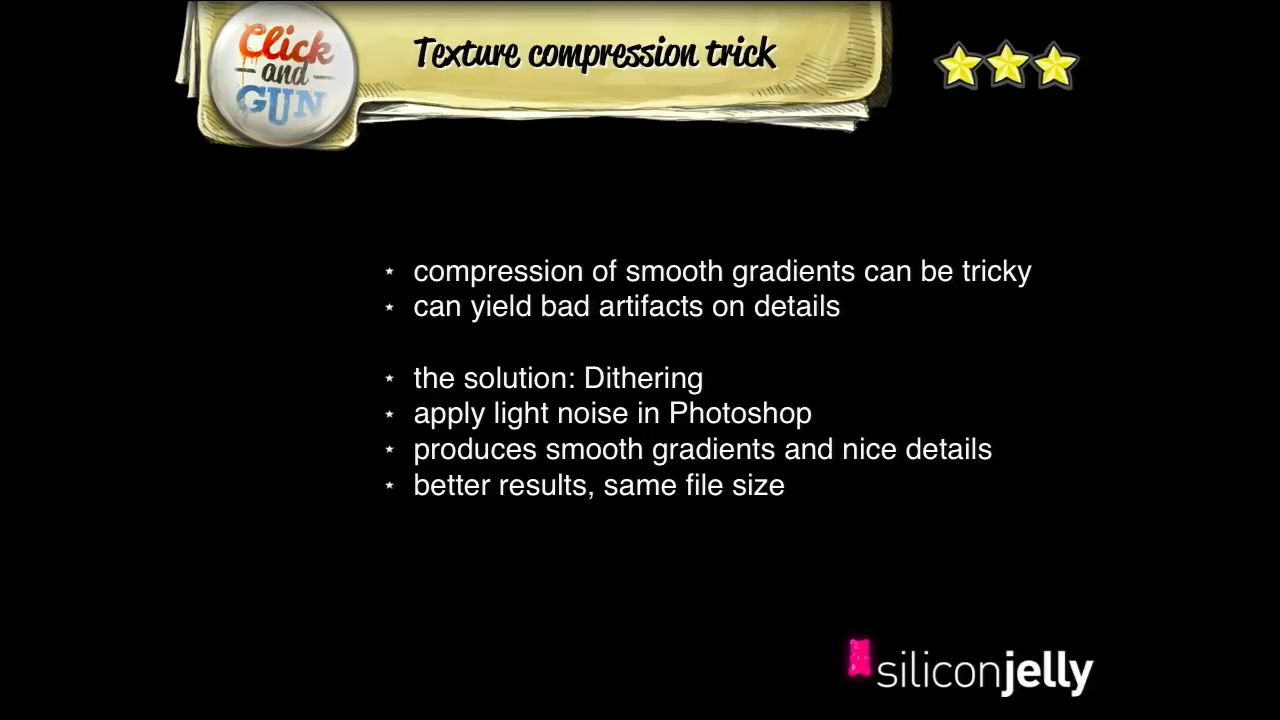 Click
and
GUN
Texture compression trick
compression of smooth gradients can be tricky
can yield bad artifacts on details
the solution: Dithering
apply light noise in Photoshop
produces smooth gradients and nice details
better results, same file size
siliconjelly